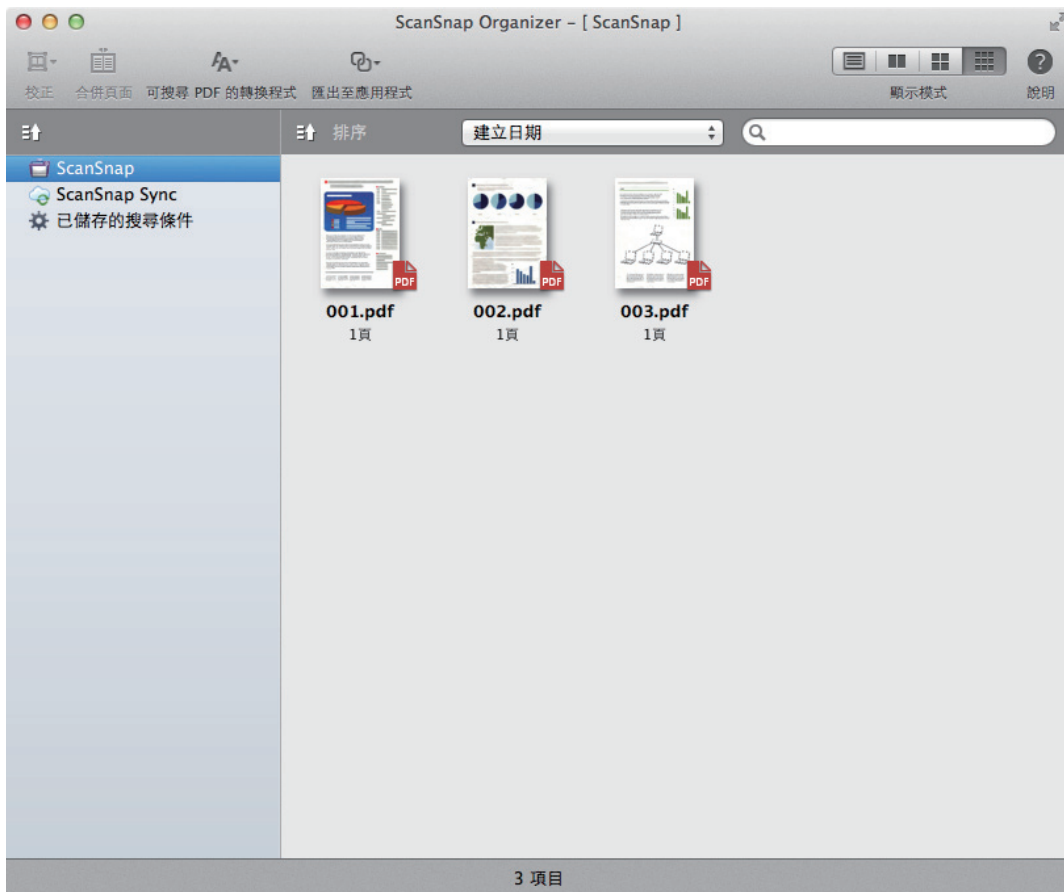 ScanSnap Organizer – [ ScanSnap ]
校正 合併頁面 可搜尋 PDF 的轉換程式 匯出至應用程式 顯示模式 說明
排序 建立日期
ScanSnap
ScanSnap Sync
已儲存的搜尋條件
PDF PDF PDF
001.pdf 002.pdf 003.pdf
1頁 1頁 1頁
3 項目